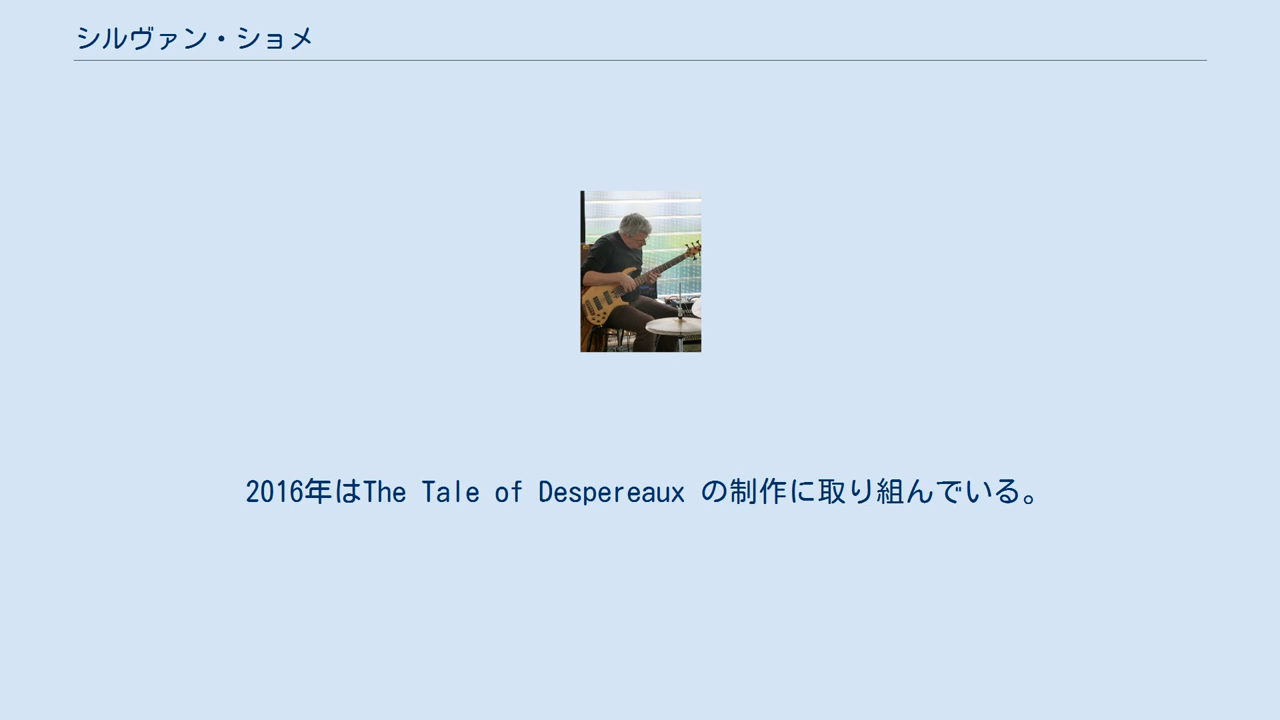 シルヴァン・ショメ
2016年はThe Tale of Despereaux の制作に取り組んでいる。